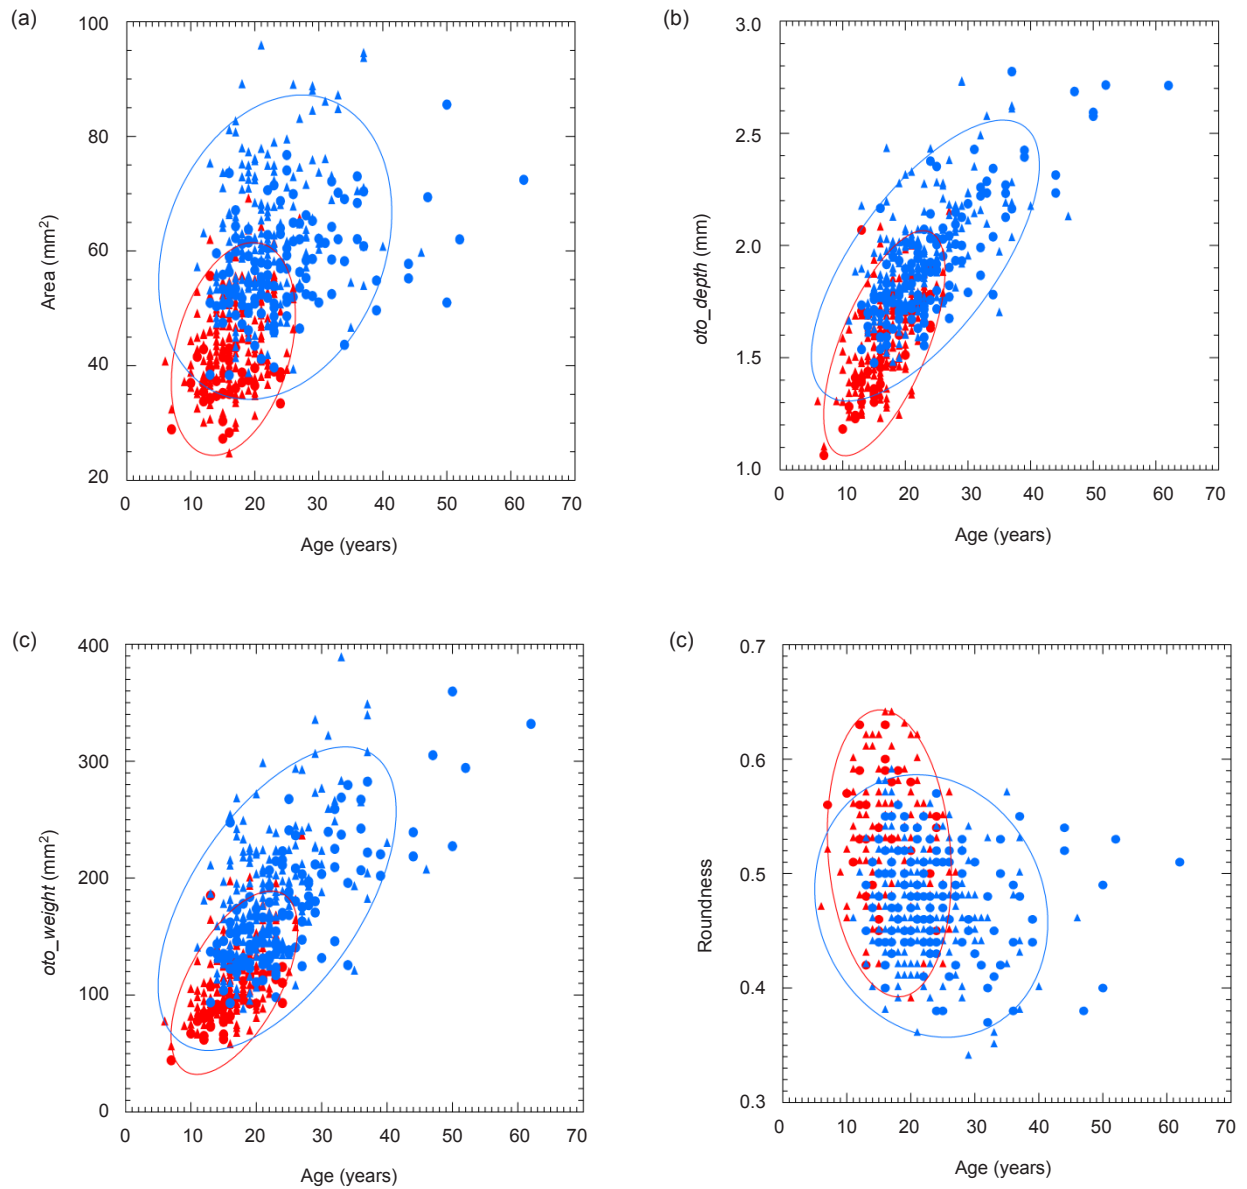 (a)
100
80
60
40
20
Area (mm²)
0 10 20 30 40 50 60 70
Age (years)
(b)
3.0
2.5
2.0
1.5
1.0
oto_depth (mm)
0 10 20 30 40 50 60 70
Age (years)
(c)
400
300
200
100
0
oto_weight (mm²)
0 10 20 30 40 50 60 70
Age (years)
(c)
0.7
0.6
0.5
0.4
0.3
Roundness
0 10 20 30 40 50 60 70
Age (years)